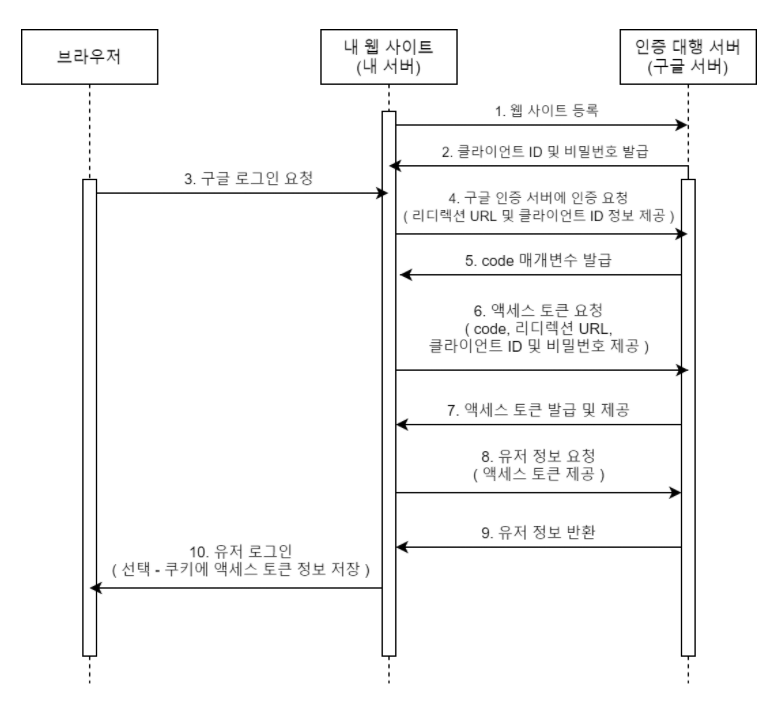 브라우저
내 웹 사이트
(내 서버)
인증 대행 서버
(구글 서버)
1. 웹 사이트 등록
2. 클라이언트 ID 및 비밀번호 발급
3. 구글 로그인 요청
4. 구글 인증 서버에 인증 요청
( 리디렉션 URL 및 클라이언트 ID 정보 제공 )
5. code 매개변수 발급
6. 액세스 토큰 요청
( code, 리디렉션 URL,
클라이언트 ID 및 비밀번호 제공 )
7. 액세스 토큰 발급 및 제공
8. 유저 정보 요청
( 액세스 토큰 제공 )
9. 유저 정보 반환
10. 유저 로그인
( 선택 - 쿠키에 액세스 토큰 정보 저장 )